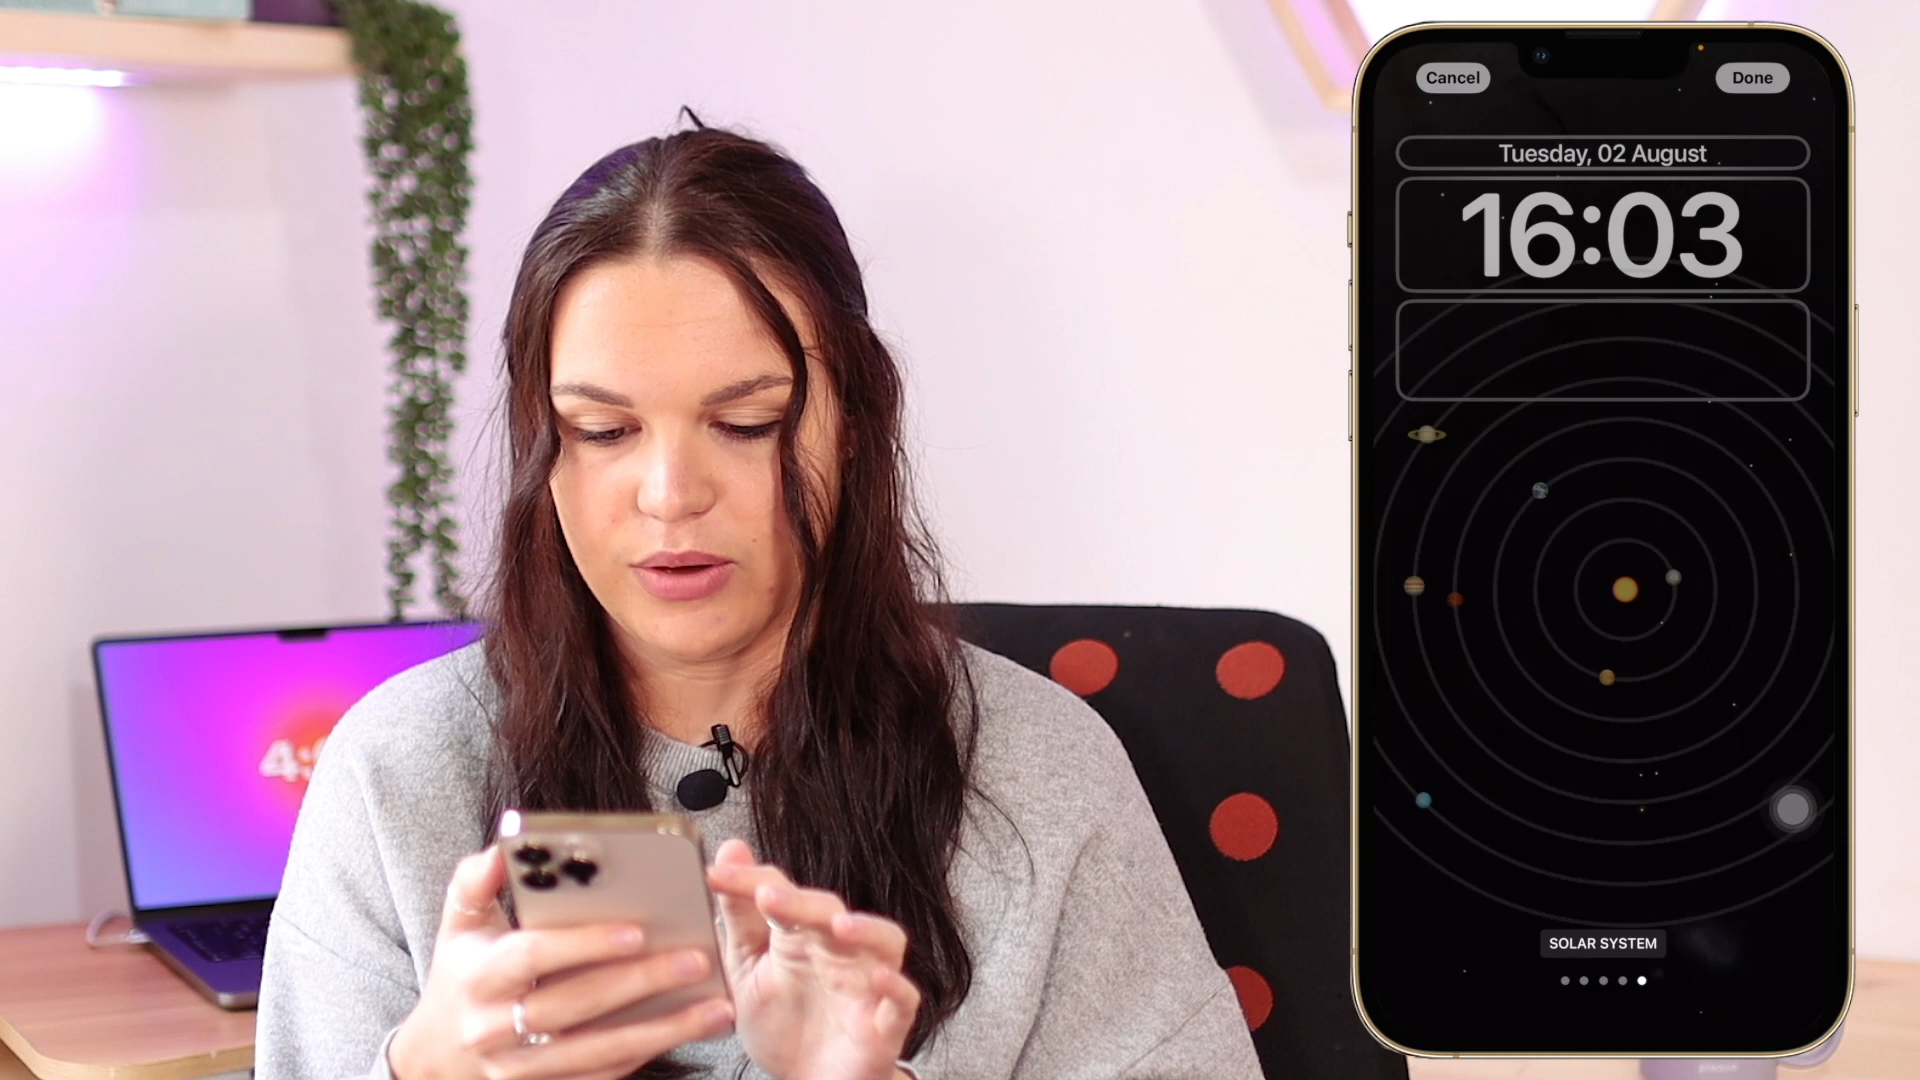 Cancel
Done
Tuesday, 02 August
16:03
SOLAR SYSTEM